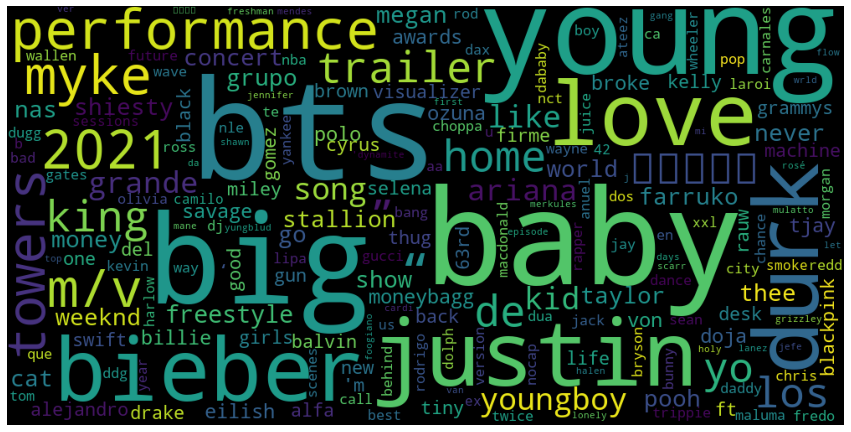 performance
young
myke
trailer
love
bts
2021
baby
big
bieber
justin
durk
towers
king
m/v
home
song
like
ariana
grande
megan
awards
concert
grupo
nas
shiesty
black
brown
visualizer
polo
ozuna
cyrus
gomez
yankee
nle
te
nba
jennifer
freshman
mendes
ver
future
wallen
wave
sessions
dugg
ross
b
bad
gates
da
shawn
dynamite
olivia
camilo
miley
selena
savage
dj
yungblud
stallion
bang
aa
u
choppa
firme
world
wayne
42
broke
kelly
juice
dababy
laroi
wheeler
boy
ateez
ca
nct
rod
dax
pop
gang
wrld
carnales
flow
grammys
never
machine
mi
j
first
rosé
farruko
anuel
dos
morgan
tjay
rauw
xxl
chance
mulatto
let
merkules
episode
macdonald
rapper
jay
en
days
scarr
city
smokeredd
dance
thee
blackpink
desk
doja
grizzley
sean
von
kid
taylor
de
63rd
thug
go
gucci
mane
good
gun
lipa
show
“
”
money
del
one
way
kevin
top
'm
weeknd
freestyle
harlow
billie
girls
balvin
swift
us
back
moneybagg
cardi
dua
jack
life
bryson
bunny
holy
lanez
jefe
chris
yo
los
daddy
cat
que
ddg
year
tom
alejandro
drake
eilish
alfa
new
scenes
behind
call
foogiano
rodrigo
dolph
version
nocap
van
halen
ex
best
tiny
twice
lonely
youngboy
pooh
trippie
ft
maluma
fredo